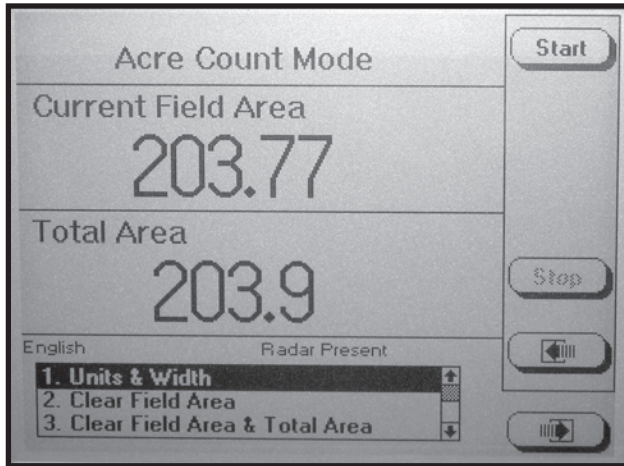 Acre Count Mode
Start
Current Field Area
203.77
Total Area
203.9
Stop
English Radar Present
1. Units & Width
2. Clear Field Area
3. Clear Field Area & Total Area